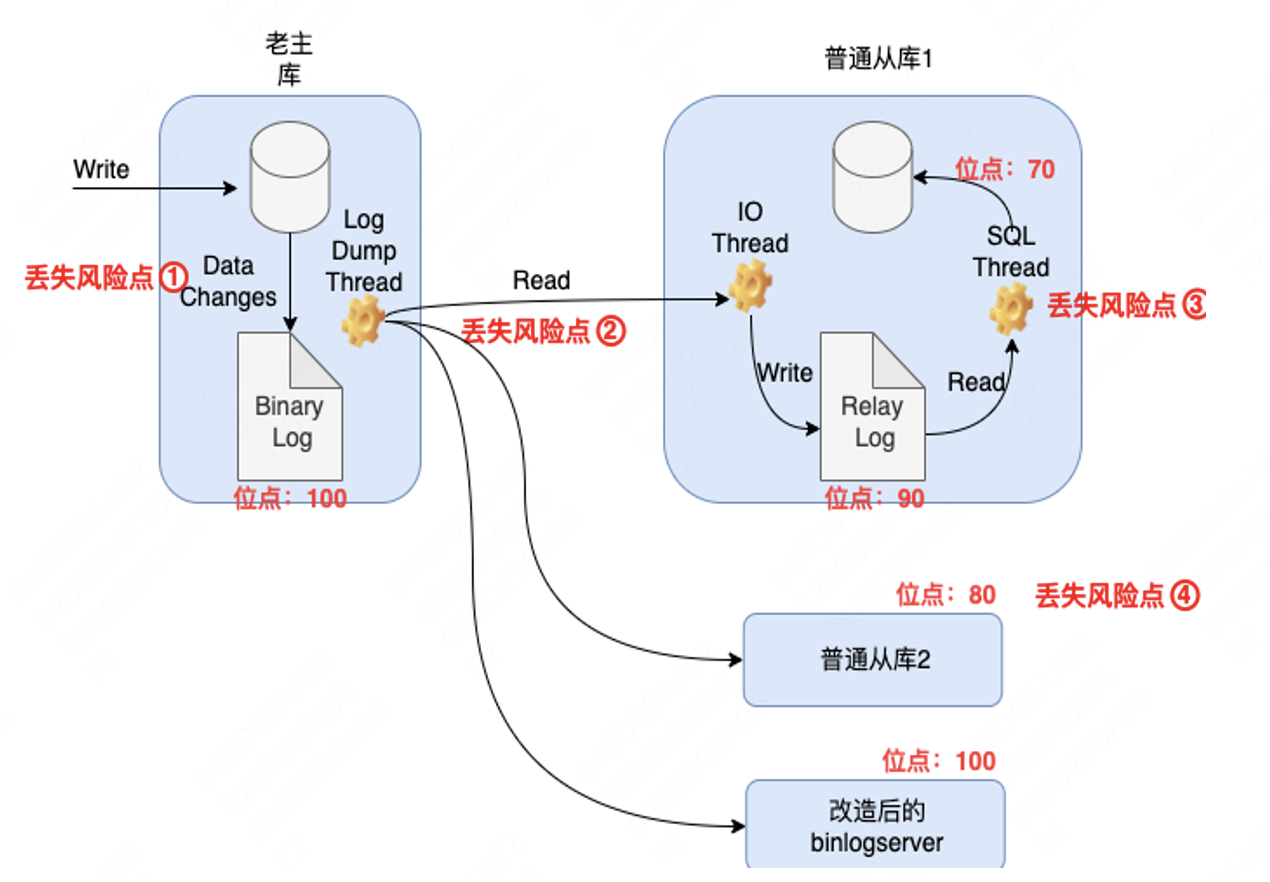 老主
库
普通从库1
Write
位点：70
Log
Dump
Thread
IO
Thread
SQL
Thread
丢失风险点①
Data
Changes
Read
丢失风险点②
丢失风险点③
Write
Read
Binary
Log
Relay
Log
位点：100
位点：90
位点：80
丢失风险点④
普通从库2
位点：100
改造后的
binlogserver